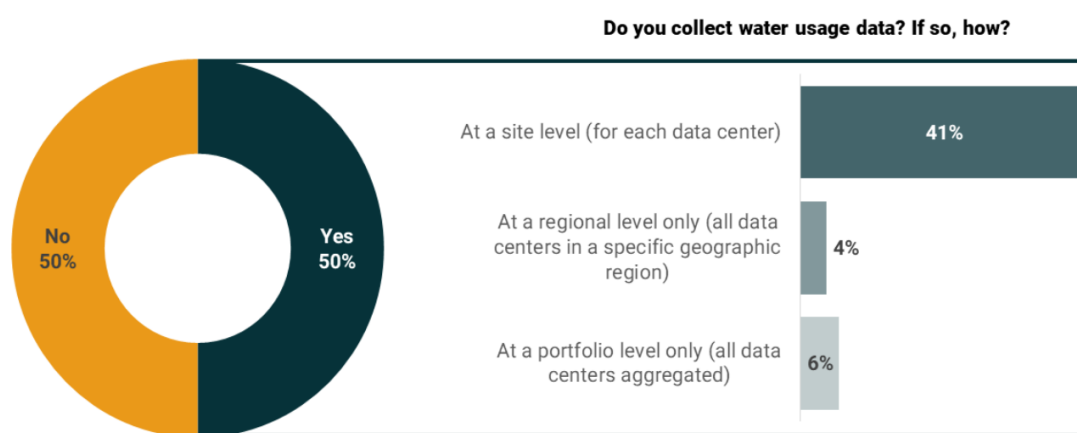 Do you collect water usage data? If so, how?
No
50%
Yes
50%
At a site level (for each data center)
41%
At a regional level only (all data
centers in a specific geographic
region)
4%
At a portfolio level only (all data
centers aggregated)
6%